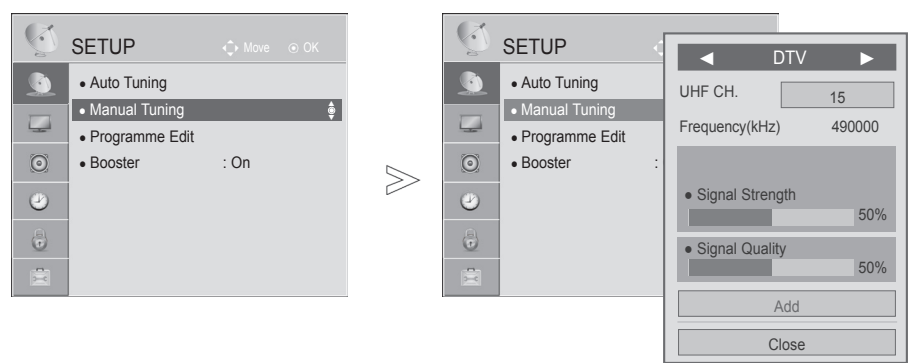 SETUP
Move OK
Auto Tuning
Manual Tuning
Programme Edit
Booster : On
SETUP
Auto Tuning
Manual Tuning
Programme Edit
Booster :
DTV
UHF CH. 15
Frequency(kHz) 490000
Signal Strength
50%
Signal Quality
50%
Add
Close